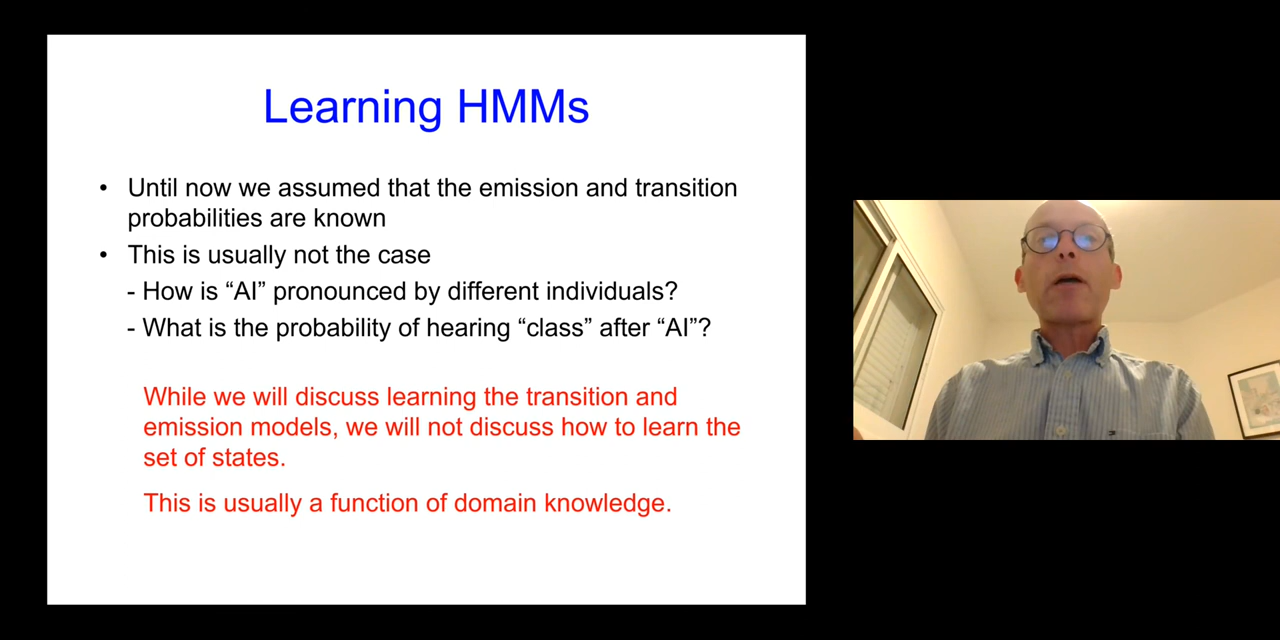 Learning HMMs
• Until now we assumed that the emission and transition
probabilities are known
• This is usually not the case
- How is “AI” pronounced by different individuals?
- What is the probability of hearing “class” after “AI”?
While we will discuss learning the transition and
emission models, we will not discuss how to learn the
set of states.
This is usually a function of domain knowledge.